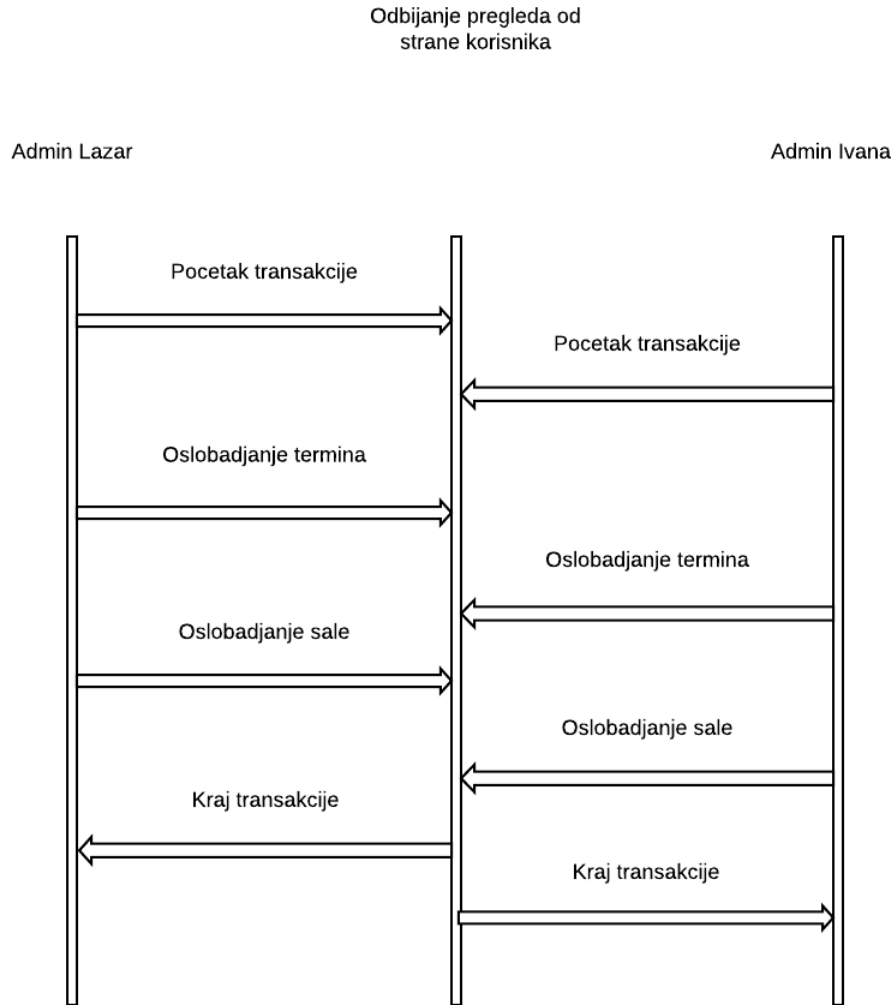 Odbijanje pregleda od
strane korisnika
Admin Lazar
Admin Ivana
Pocetak transakcije
Pocetak transakcije
Oslobadjanje termina
Oslobadjanje termina
Oslobadjanje sale
Oslobadjanje sale
Kraj transakcije
Kraj transakcije